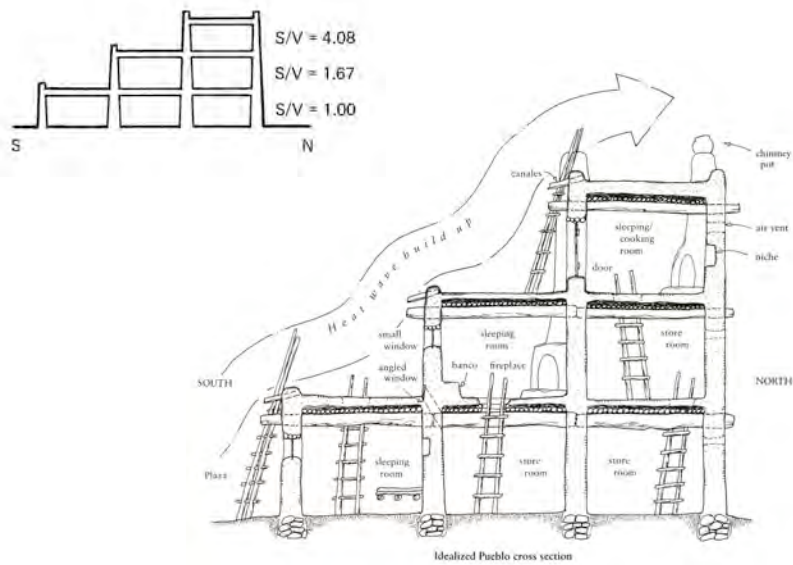 S/V = 4.08
S/V = 1.67
S/V = 1.00
S
N
chimney
pot
canales
Heat wave build up
sleeping/
cooking
room
air vent
niche
door
small
window
sleeping
room
store
room
angled
window
banco
fireplace
SOUTH
NORTH
Plaza
sleeping
room
store
room
store
room
Idealized Pueblo cross section